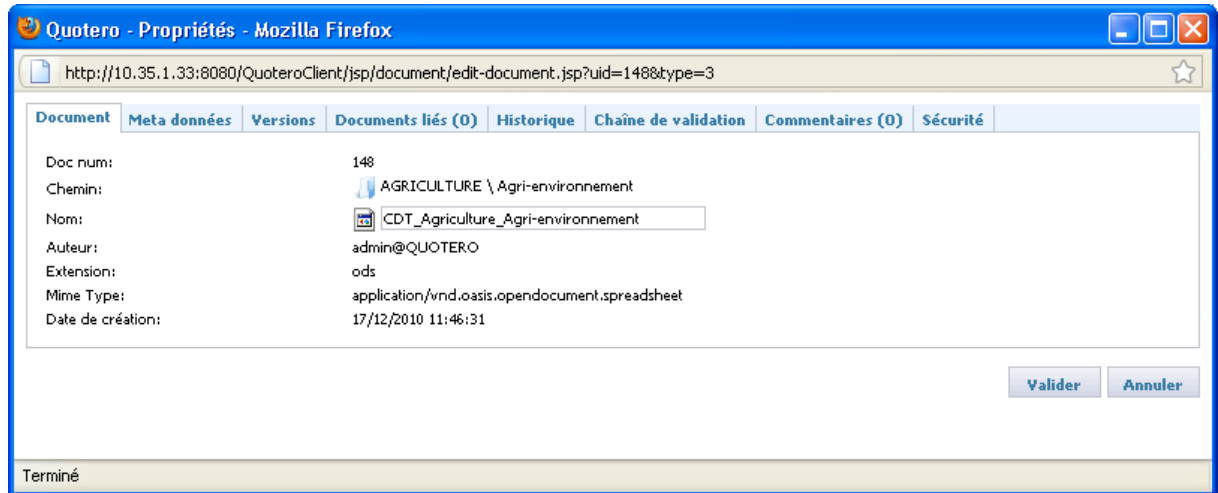 Quotero - Propriétés - Mozilla Firefox
http://10.35.1.33:8080/QuoteroClient/jsp/document/edit-document.jsp?uid=148&type=3
Document Meta données Versions Documents liés (0) Historique Chaîne de validation Commentaires (0) Sécurité
Doc num: 148
Chemin: AGRICULTURE \ Agri-environnement
Nom: CDT_Agriculture_Agri-environnement
Auteur: admin@QUOTERO
Extension: ods
Mime Type: application/vnd.oasis.opendocument.spreadsheet
Date de création: 17/12/2010 11:46:31
Valider Annuler
Terminé